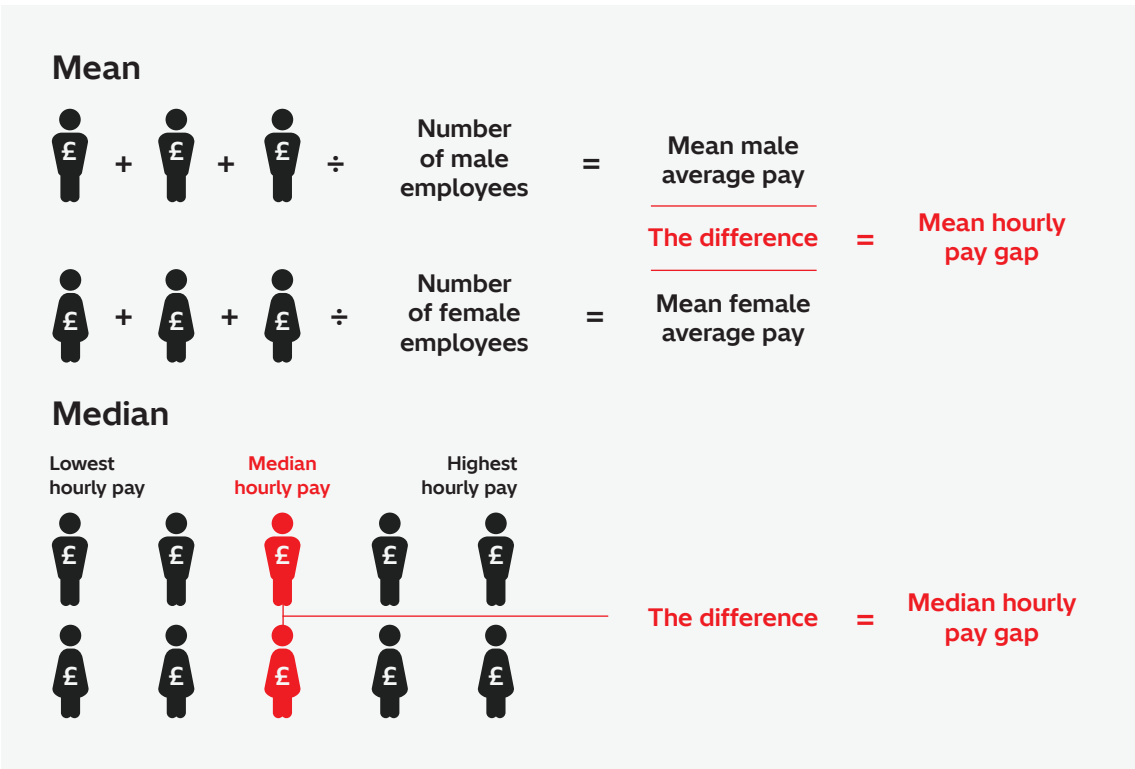 Mean
£ + £ + £ ÷
Number
of male
employees
=
Mean male
average pay
The difference = Mean hourly
pay gap
£ + £ + £ ÷
Number
of female
employees
=
Mean female
average pay
Median
Lowest
hourly pay
Median
hourly pay
Highest
hourly pay
£ £ £ £ £
The difference = Median hourly
pay gap
£ £ £ £ £